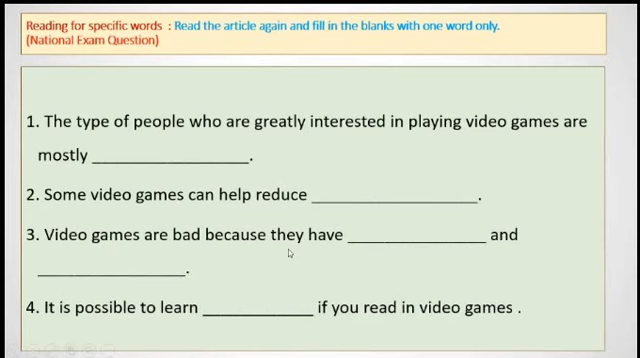 Reading for specific words : Read the article again and fill in the blanks with one word only.
(National Exam Question)
1. The type of people who are greatly interested in playing video games are
mostly ________________.
2. Some video games can help reduce ____________________.
3. Video games are bad because they have ______________ and
_______________.
4. It is possible to learn ___________ if you read in video games .